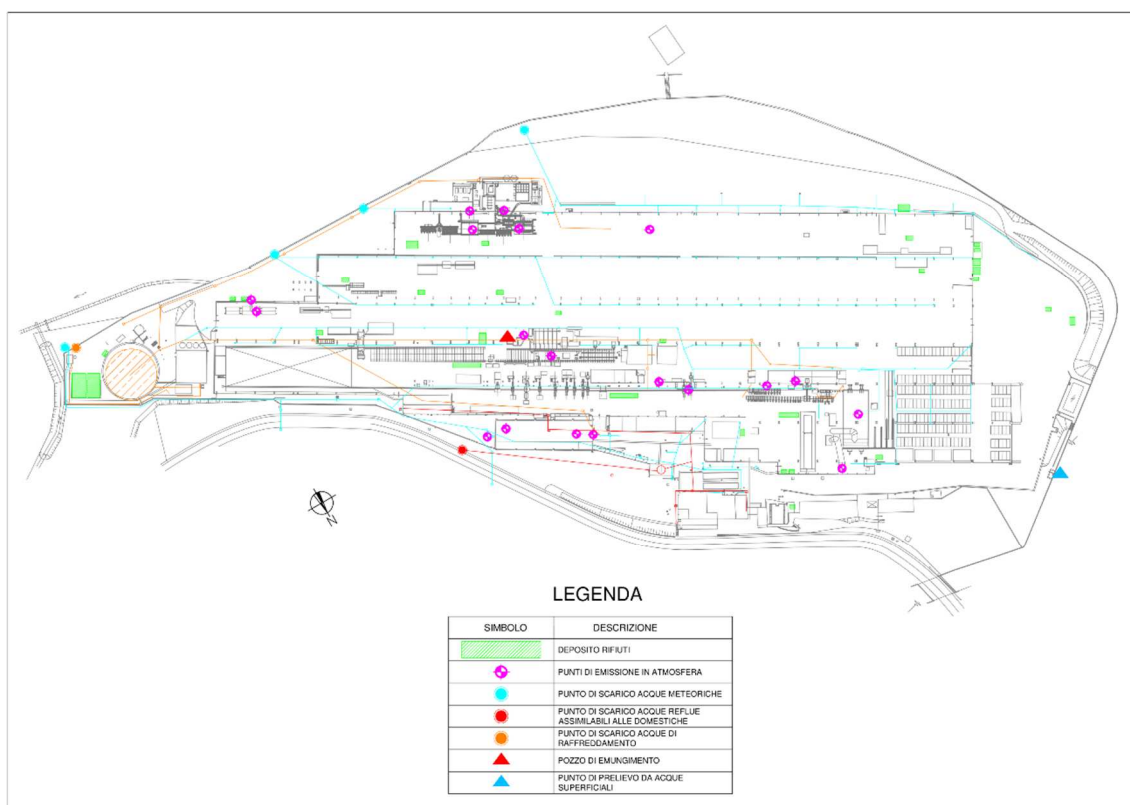 N
LEGENDA
SIMBOLO DESCRIZIONE
DEPOSITO RIFIUTI
PUNTI DI EMISSIONE IN ATMOSFERA
PUNTO DI SCARICO ACQUE METEORICHE
PUNTO DI SCARICO ACQUE REFLUE
ASSIMILABILI ALLE DOMESTICHE
PUNTO DI SCARICO ACQUE DI
RAFFREDDAMENTO
POZZO DI EMUNGIMENTO
PUNTO DI PRELIEVO DA ACQUE
SUPERFICIALI